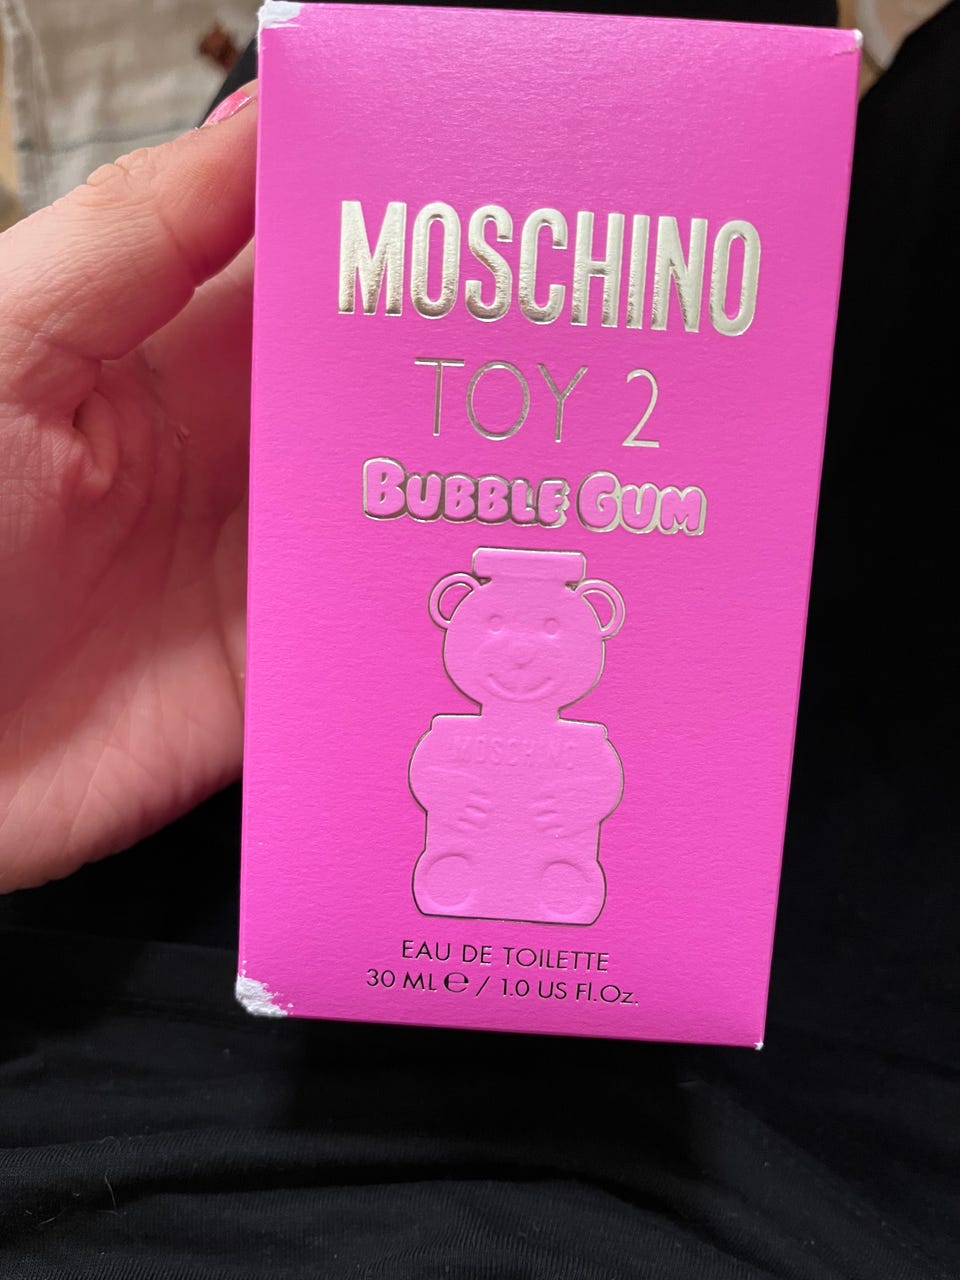 MOSCHINO
TOY 2
BUBBLE GUM
MOSCHINO
EAU DE TOILETTE
30 ML ℮ / 1.0 US Fl.Oz.